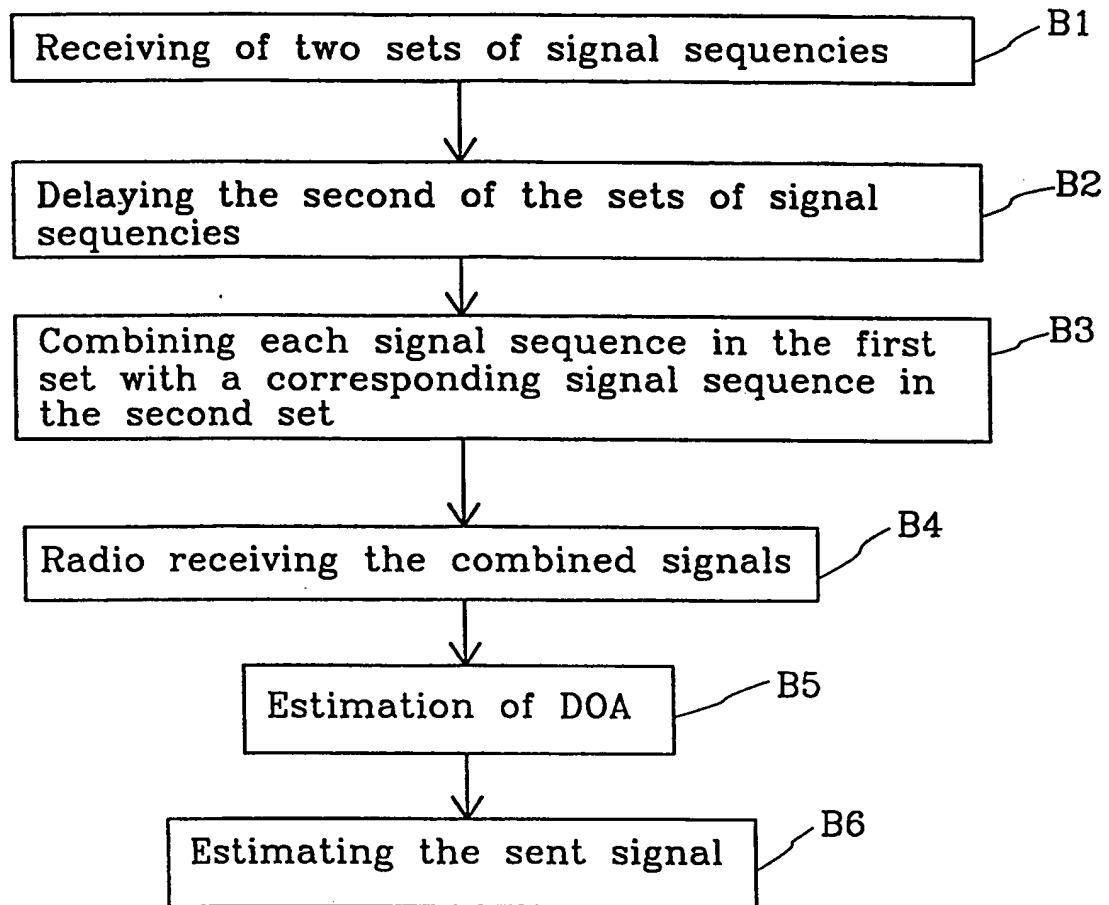 Receiving of two sets of signal sequencies
B1
Delaying the second of the sets of signal
sequencies
B2
Combining each signal sequence in the first
set with a corresponding signal sequence in
the second set
B3
Radio receiving the combined signals
B4
Estimation of DOA
B5
Estimating the sent signal
B6